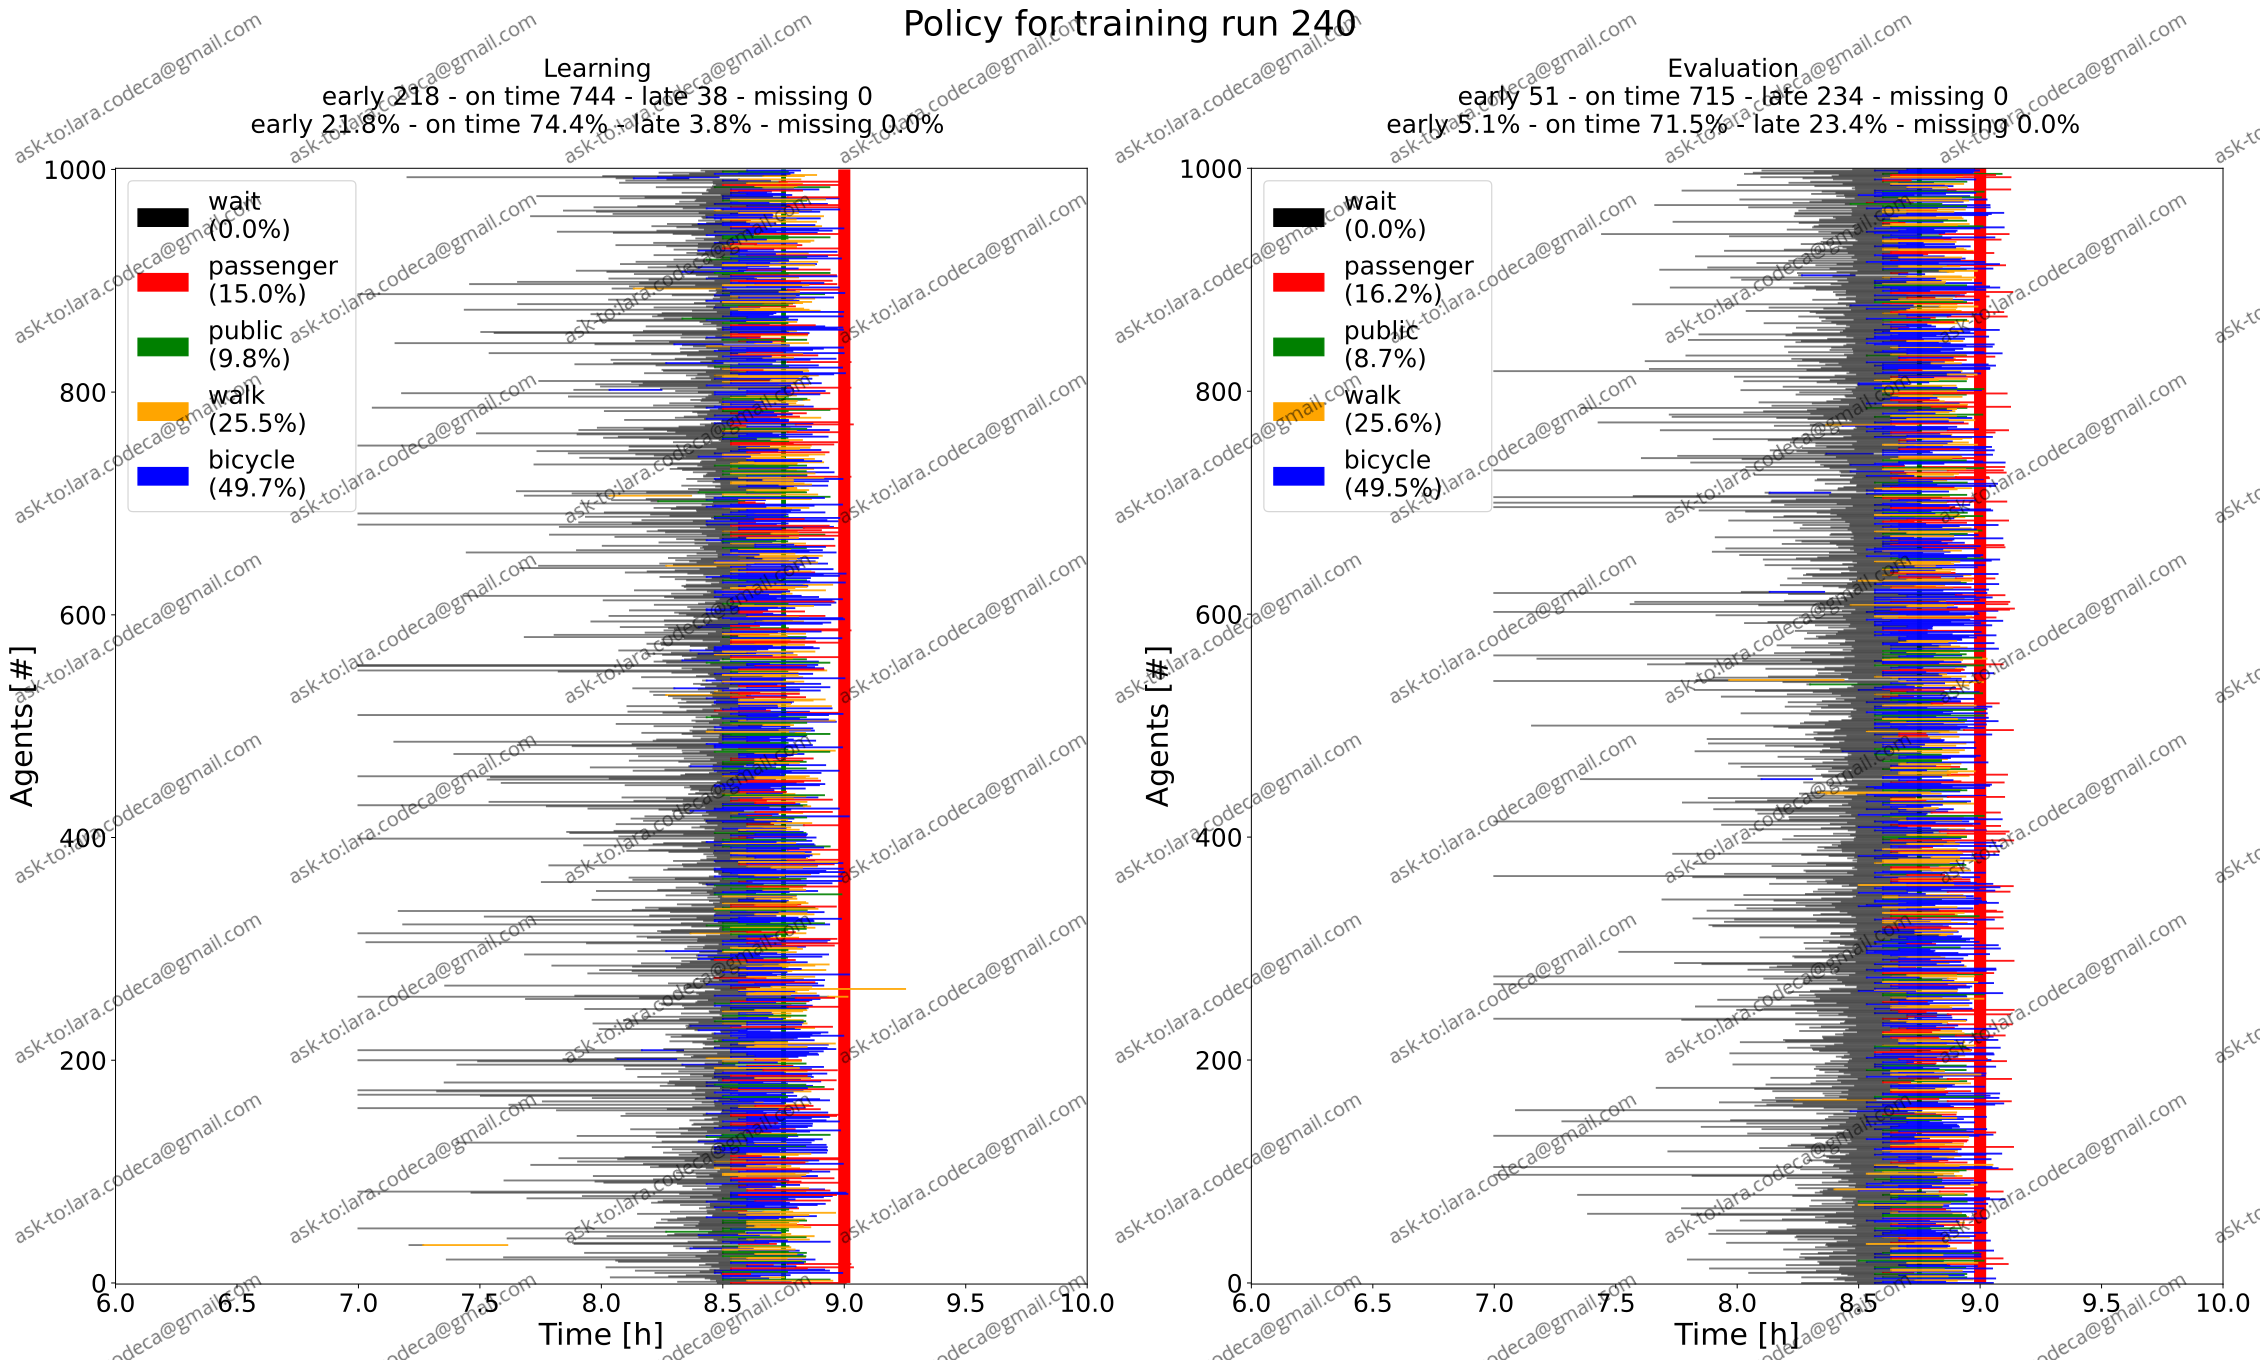 Policy for training run 240
Learning
early 218 - on time 744 - late 38 - missing 0
early 21.8% - on time 74.4% - late 3.8% - missing 0.0%
wait
(0.0%)
passenger
(15.0%)
public
(9.8%)
walk
(25.5%)
bicycle
(49.7%)
Agents [#]
1000
800
600
400
200
0
6.0 6.5 7.0 7.5 8.0 8.5 9.0 9.5 10.0
Time [h]
Evaluation
early 51 - on time 715 - late 234 - missing 0
early 5.1% - on time 71.5% - late 23.4% - missing 0.0%
wait
(0.0%)
passenger
(16.2%)
public
(8.7%)
walk
(25.6%)
bicycle
(49.5%)
Agents [#]
1000
800
600
400
200
0
6.0 6.5 7.0 7.5 8.0 8.5 9.0 9.5 10.0
Time [h]
ask-to:lara.codeca@gmail.com